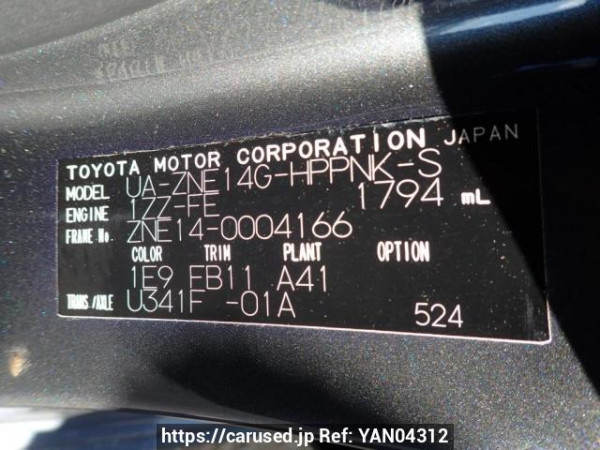 TOYOTA MOTOR CORPORATION JAPAN
MODEL UA-ZNE14G-HPPNK-S
ENGINE 1ZZ-FE 1794 mL
FRAME No. ZNE14-0004166
COLOR TRIM PLANT OPTION
1E9 FB11 A41
TRANS./AXLE U341F -01A 524
https://carused.jp Ref: YAN04312